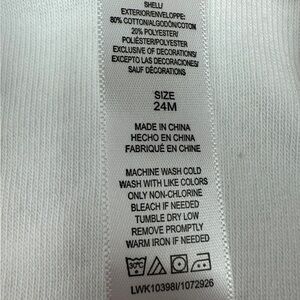 SHELL/
EXTERIOR/ENVELOPPE:
80% COTTON/ALGODÓN/COTON
20% POLYESTER/
POLIÉSTER/POLYESTER
EXCLUSIVE OF DECORATIONS/
EXCEPTO LAS DECORACIONES/
SAUF DÉCORATIONS
SIZE
24M
MADE IN CHINA
HECHO EN CHINA
FABRIQUÉ EN CHINE
MACHINE WASH COLD
WASH WITH LIKE COLORS
ONLY NON-CHLORINE
BLEACH IF NEEDED
TUMBLE DRY LOW
REMOVE PROMPTLY
WARM IRON IF NEEDED
30°C
LWK10398I/1072926